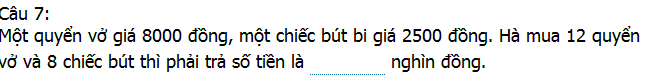 Câu 7:
Một quyển vở giá 8000 đồng, một chiếc bút bi giá 2500 đồng. Hà mua 12 quyển
vở và 8 chiếc bút thì phải trả số tiền là ............ nghìn đồng.